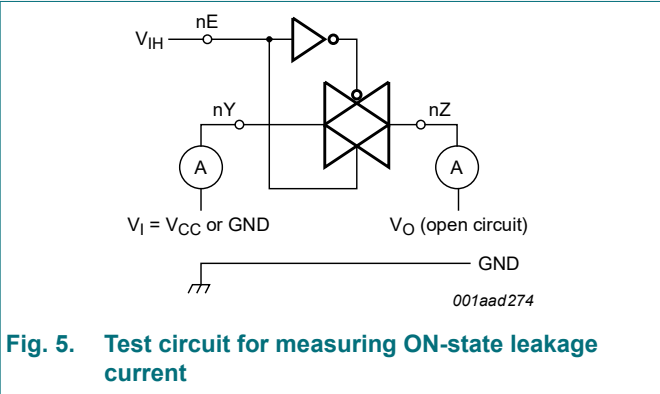 nE
V_IH
nY
nZ
A
A
V_I = V_CC or GND
V_O (open circuit)
GND
001aad274
Fig. 5. Test circuit for measuring ON-state leakage
current